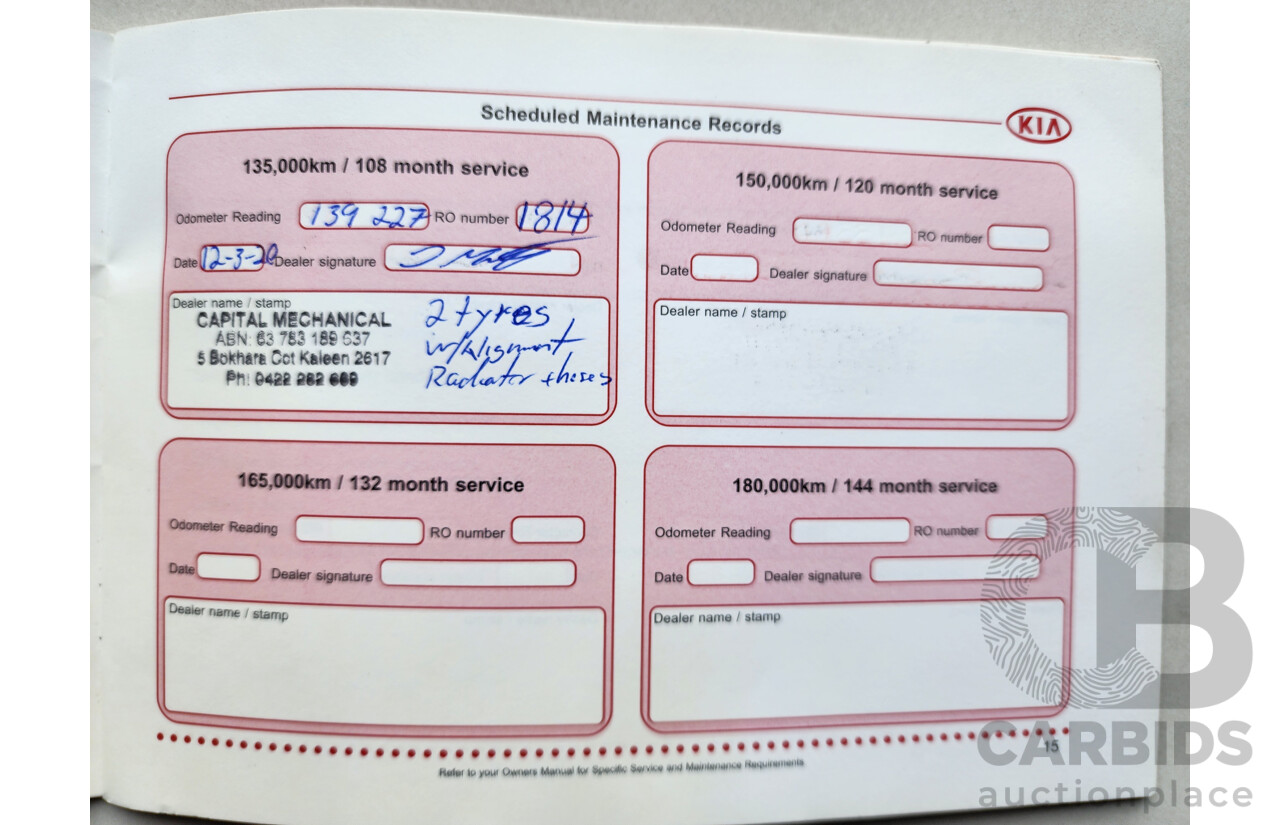 Scheduled Maintenance Records
KIA
135,000km / 108 month service
Odometer Reading 139 227 RO number 1814
Date 12-3-20 Dealer signature
Dealer name / stamp
CAPITAL MECHANICAL
ABN: 63 783 189 637
5 Bokhara Cct Kaleen 2617
Ph: 0422 282 669
2 tyres
w/Alignment
Radiator + hoses
150,000km / 120 month service
Odometer Reading RO number
Date Dealer signature
Dealer name / stamp
165,000km / 132 month service
Odometer Reading RO number
Date Dealer signature
Dealer name / stamp
180,000km / 144 month service
Odometer Reading RO number
Date Dealer signature
Dealer name / stamp
15
Refer to your Owners Manual for Specific Service and Maintenance Requirements
CB
CARBIDS
auctionplace